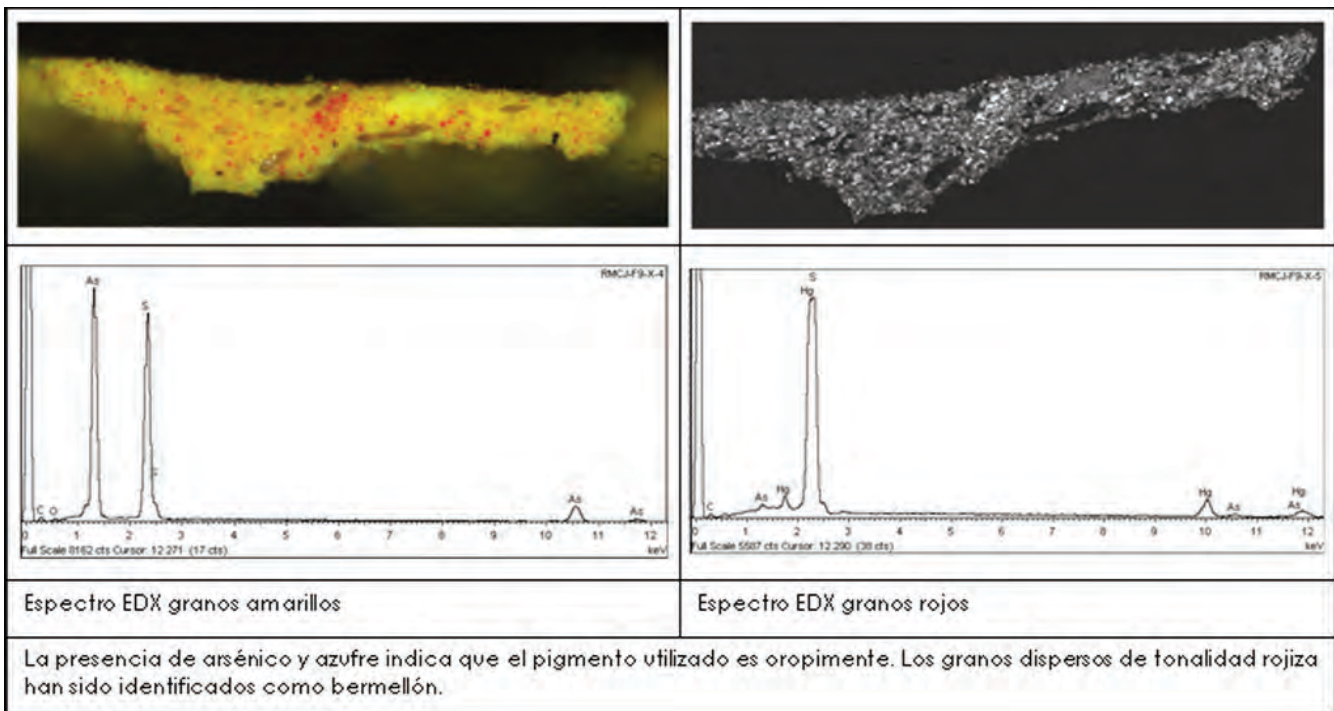 RMCJ-F9-X-4
As
S
C O
As
As
0 1 2 3 4 5 6 7 8 9 10 11 12
Full Scale 8162 cts Cursor: 12.271 (17 cts)
keV
RMCJ-F9-X-5
S
Hg
C
As
Hg
Hg
As
Hg
As
0 1 2 3 4 5 6 7 8 9 10 11 12
Full Scale 5587 cts Cursor: 12.290 (38 cts)
keV
Espectro EDX granos amarillos
Espectro EDX granos rojos
La presencia de arsénico y azufre indica que el pigmento utilizado es oropimente. Los granos dispersos de tonalidad rojiza
han sido identificados como bermellón.